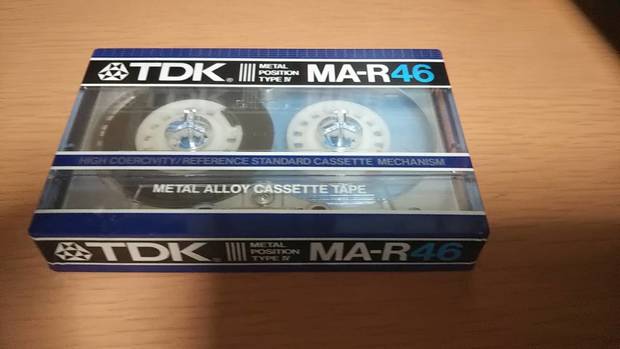 TDK® METAL POSITION TYPE IV MA-R46
HIGH COERCIVITY/REFERENCE STANDARD CASSETTE MECHANISM
METAL ALLOY CASSETTE TAPE
TDK® METAL POSITION TYPE IV MA-R46